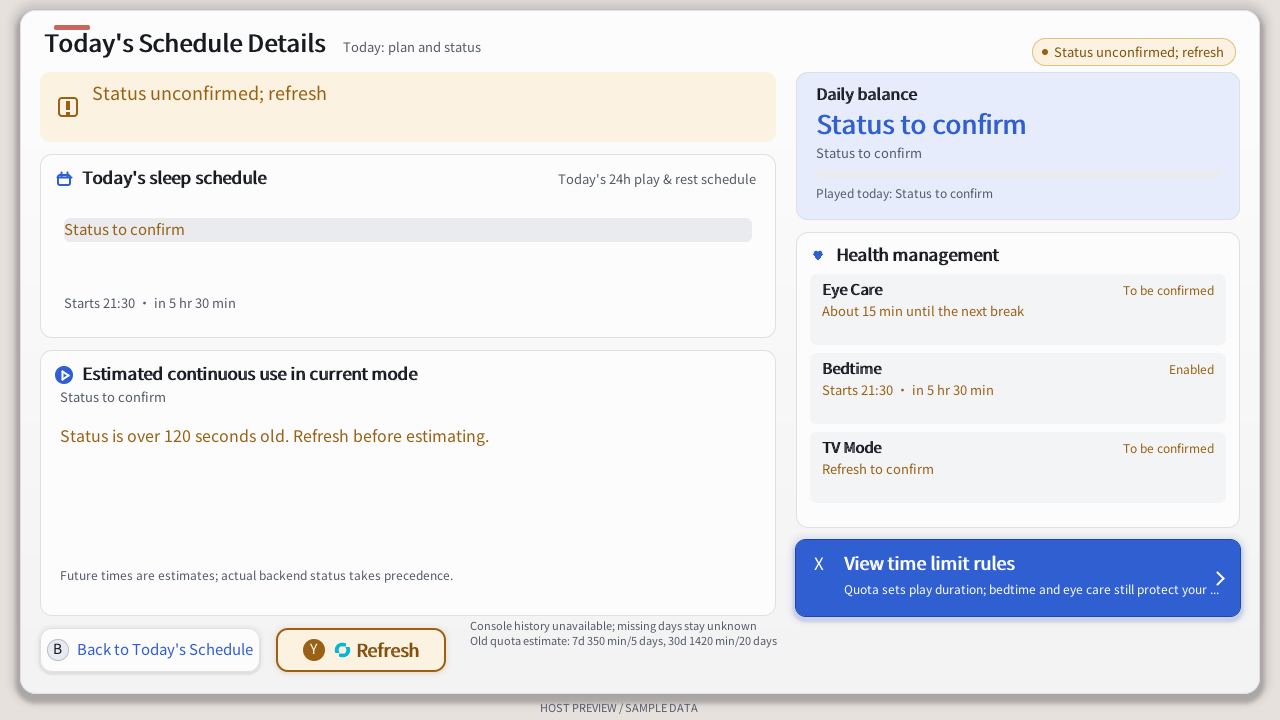 Today's Schedule Details
Today: plan and status
Status unconfirmed; refresh
Status unconfirmed; refresh
Today's sleep schedule
Today's 24h play & rest schedule
Status to confirm
Starts 21:30 · in 5 hr 30 min
Estimated continuous use in current mode
Status to confirm
Status is over 120 seconds old. Refresh before estimating.
Future times are estimates; actual backend status takes precedence.
Daily balance
Status to confirm
Status to confirm
Played today: Status to confirm
Health management
Eye Care
To be confirmed
About 15 min until the next break
Bedtime
Enabled
Starts 21:30 · in 5 hr 30 min
TV Mode
To be confirmed
Refresh to confirm
X View time limit rules
Quota sets play duration; bedtime and eye care still protect your ...
B Back to Today's Schedule
Y Refresh
Console history unavailable; missing days stay unknown
Old quota estimate: 7d 350 min/5 days, 30d 1420 min/20 days
HOST PREVIEW / SAMPLE DATA